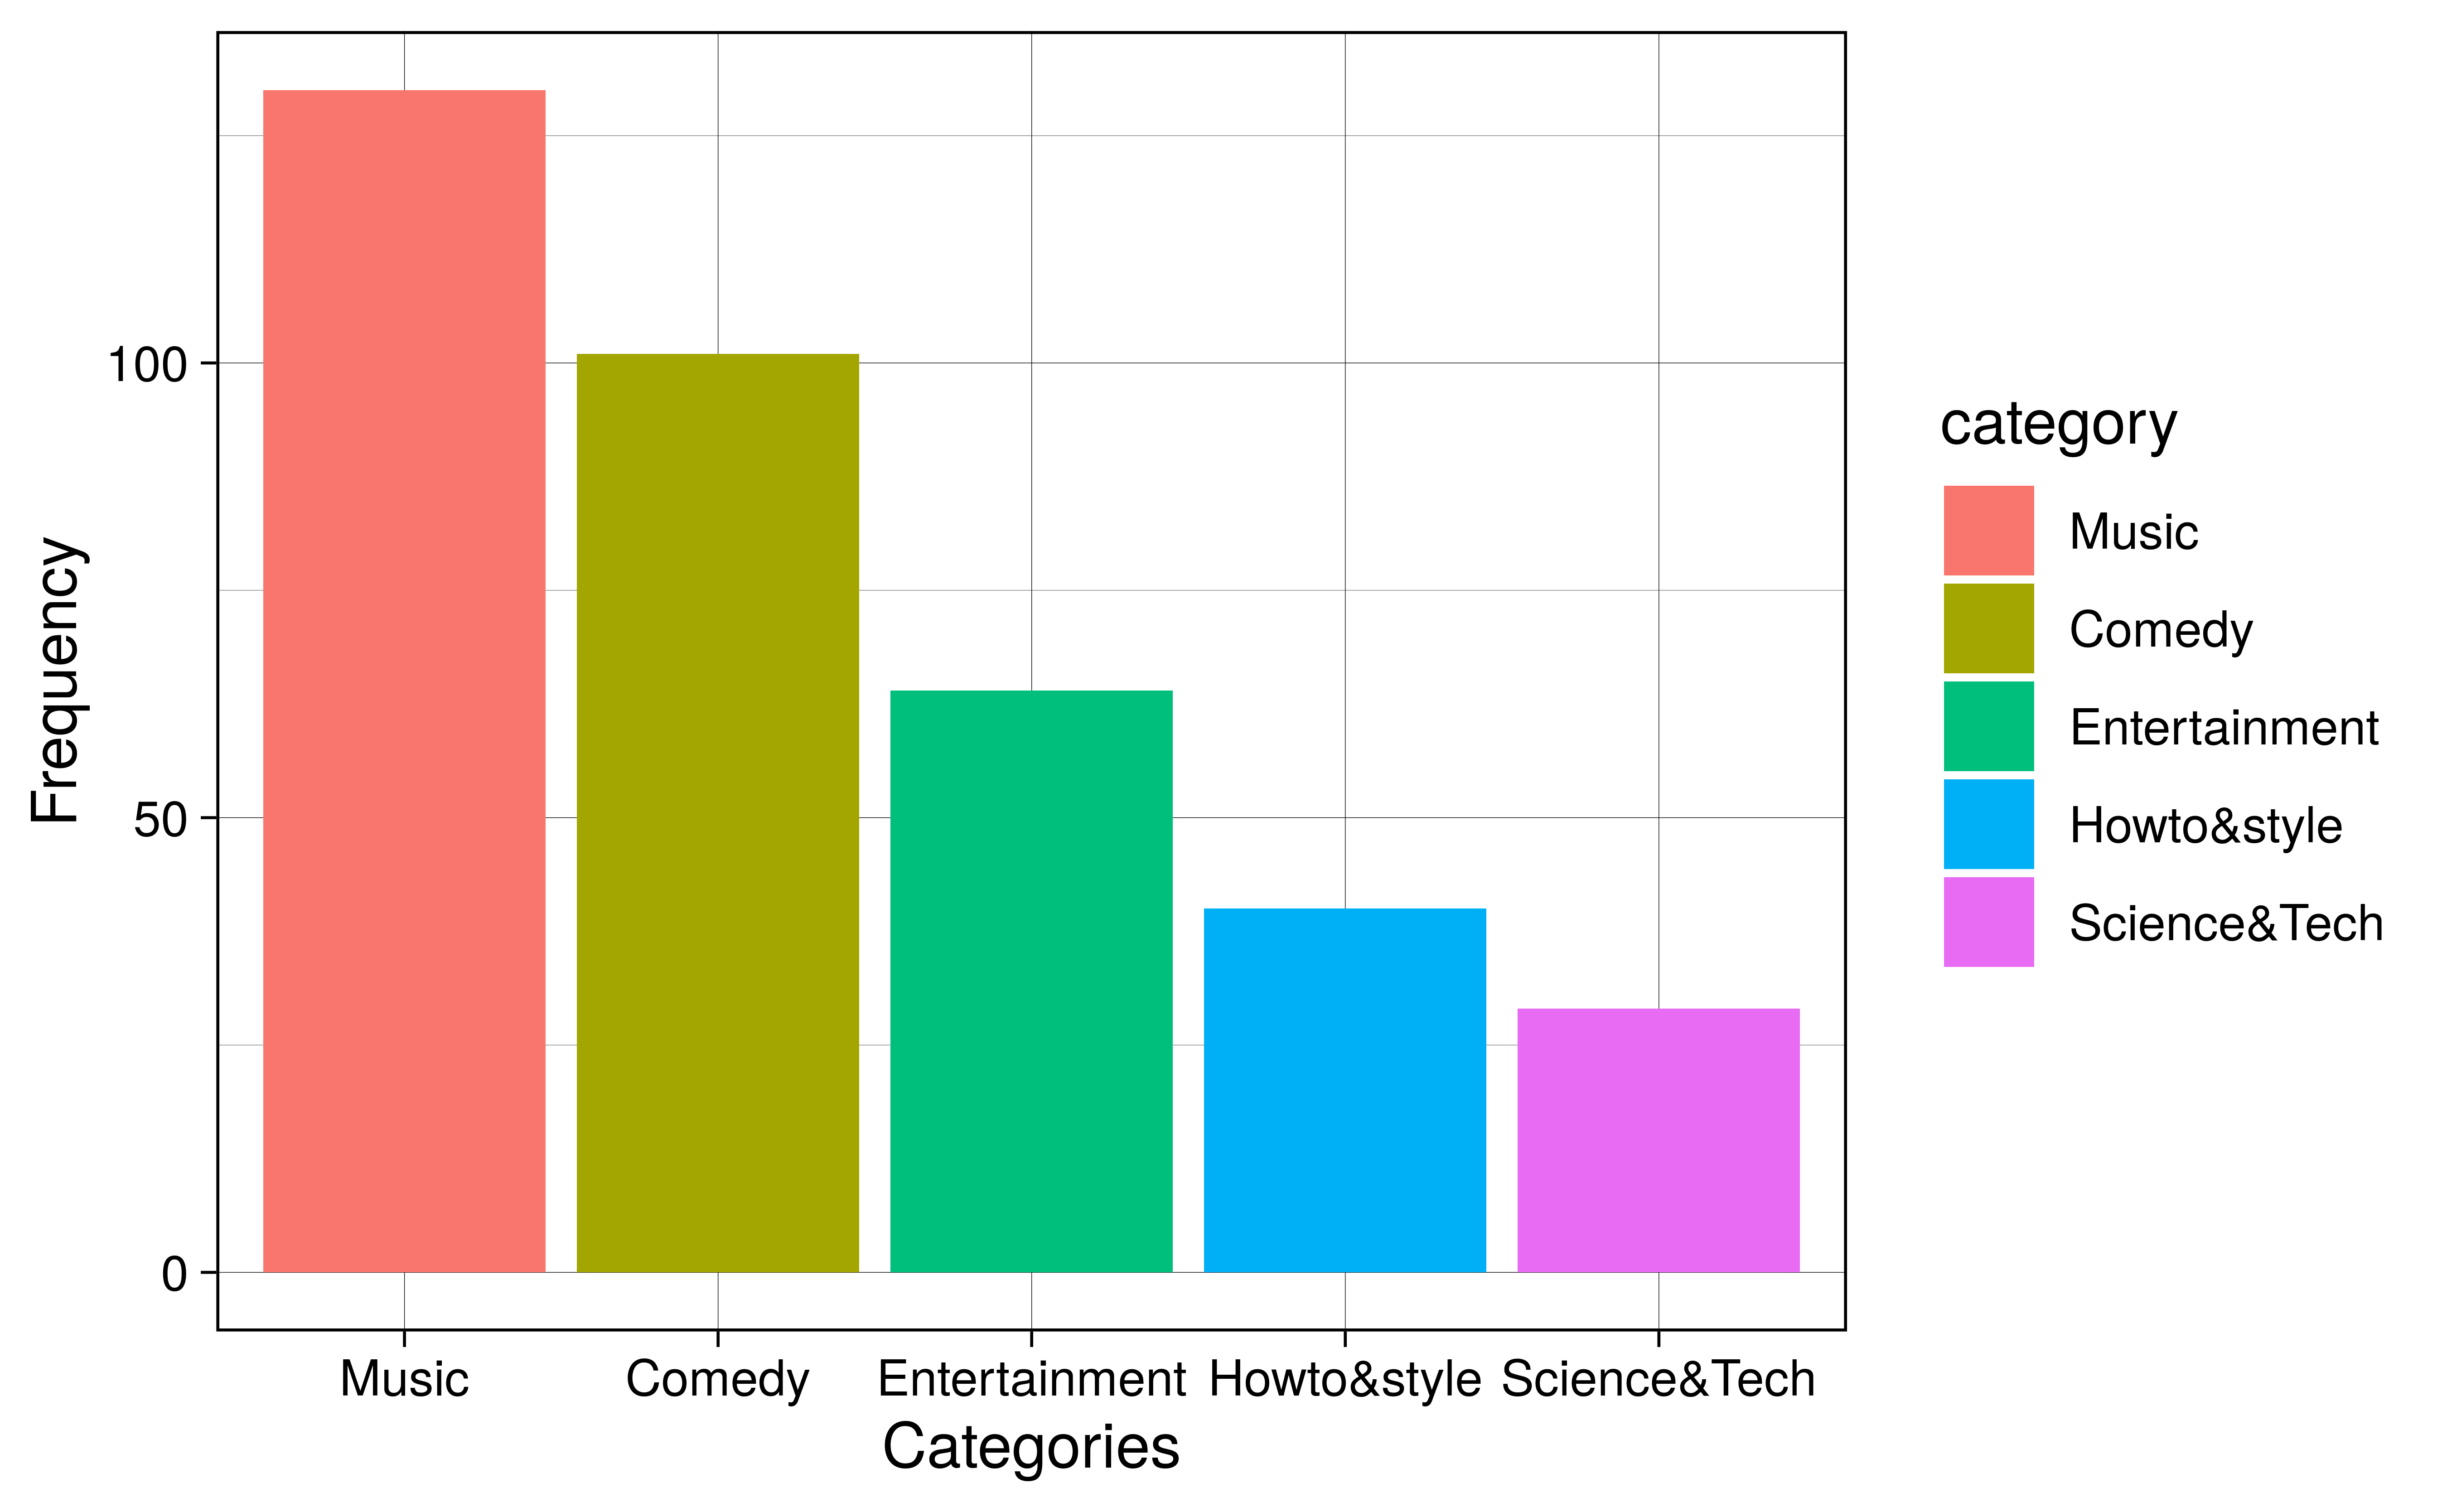 Frequency
100
50
0
Music Comedy Entertainment Howto&style Science&Tech
Categories
category
Music
Comedy
Entertainment
Howto&style
Science&Tech